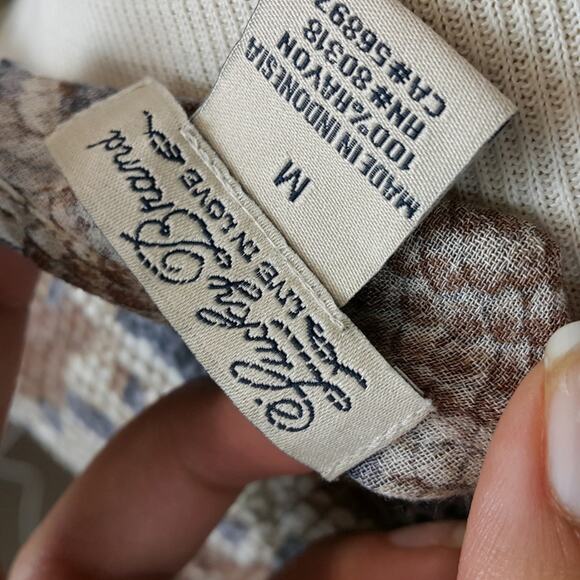 Lucky Brand
LIVE IN LOVE
M
MADE IN INDONESIA
100% RAYON
RN# 80318
CA# 56897